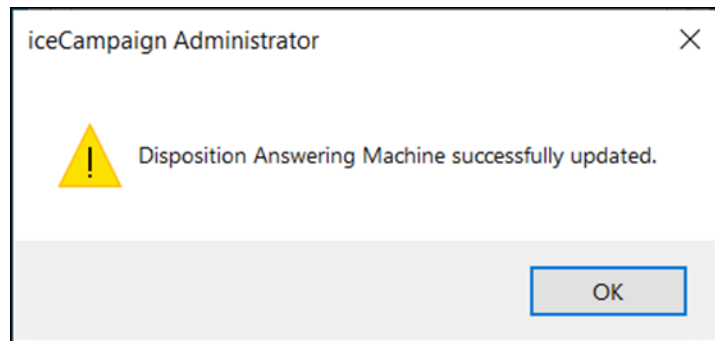 iceCampaign Administrator
Disposition Answering Machine successfully updated.
OK